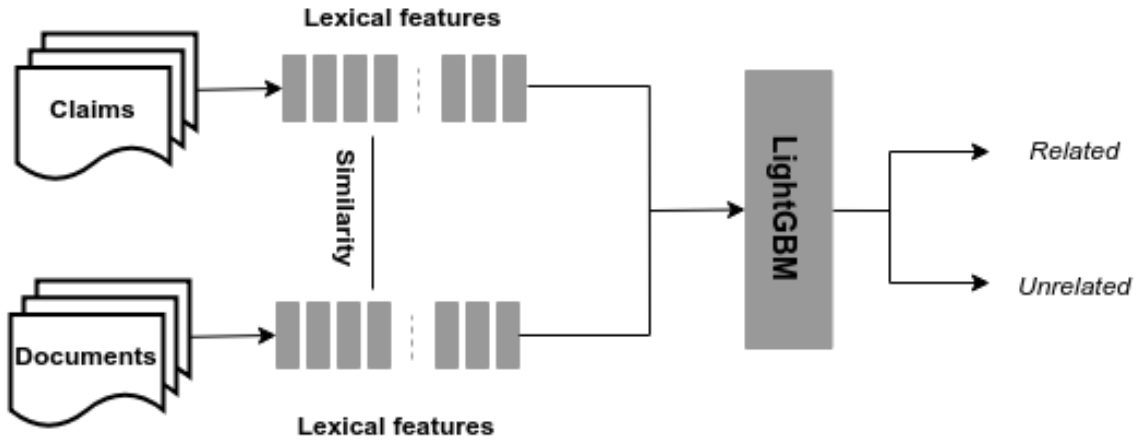 Lexical features
Claims
Similarity
LightGBM
Related
Unrelated
Documents
Lexical features